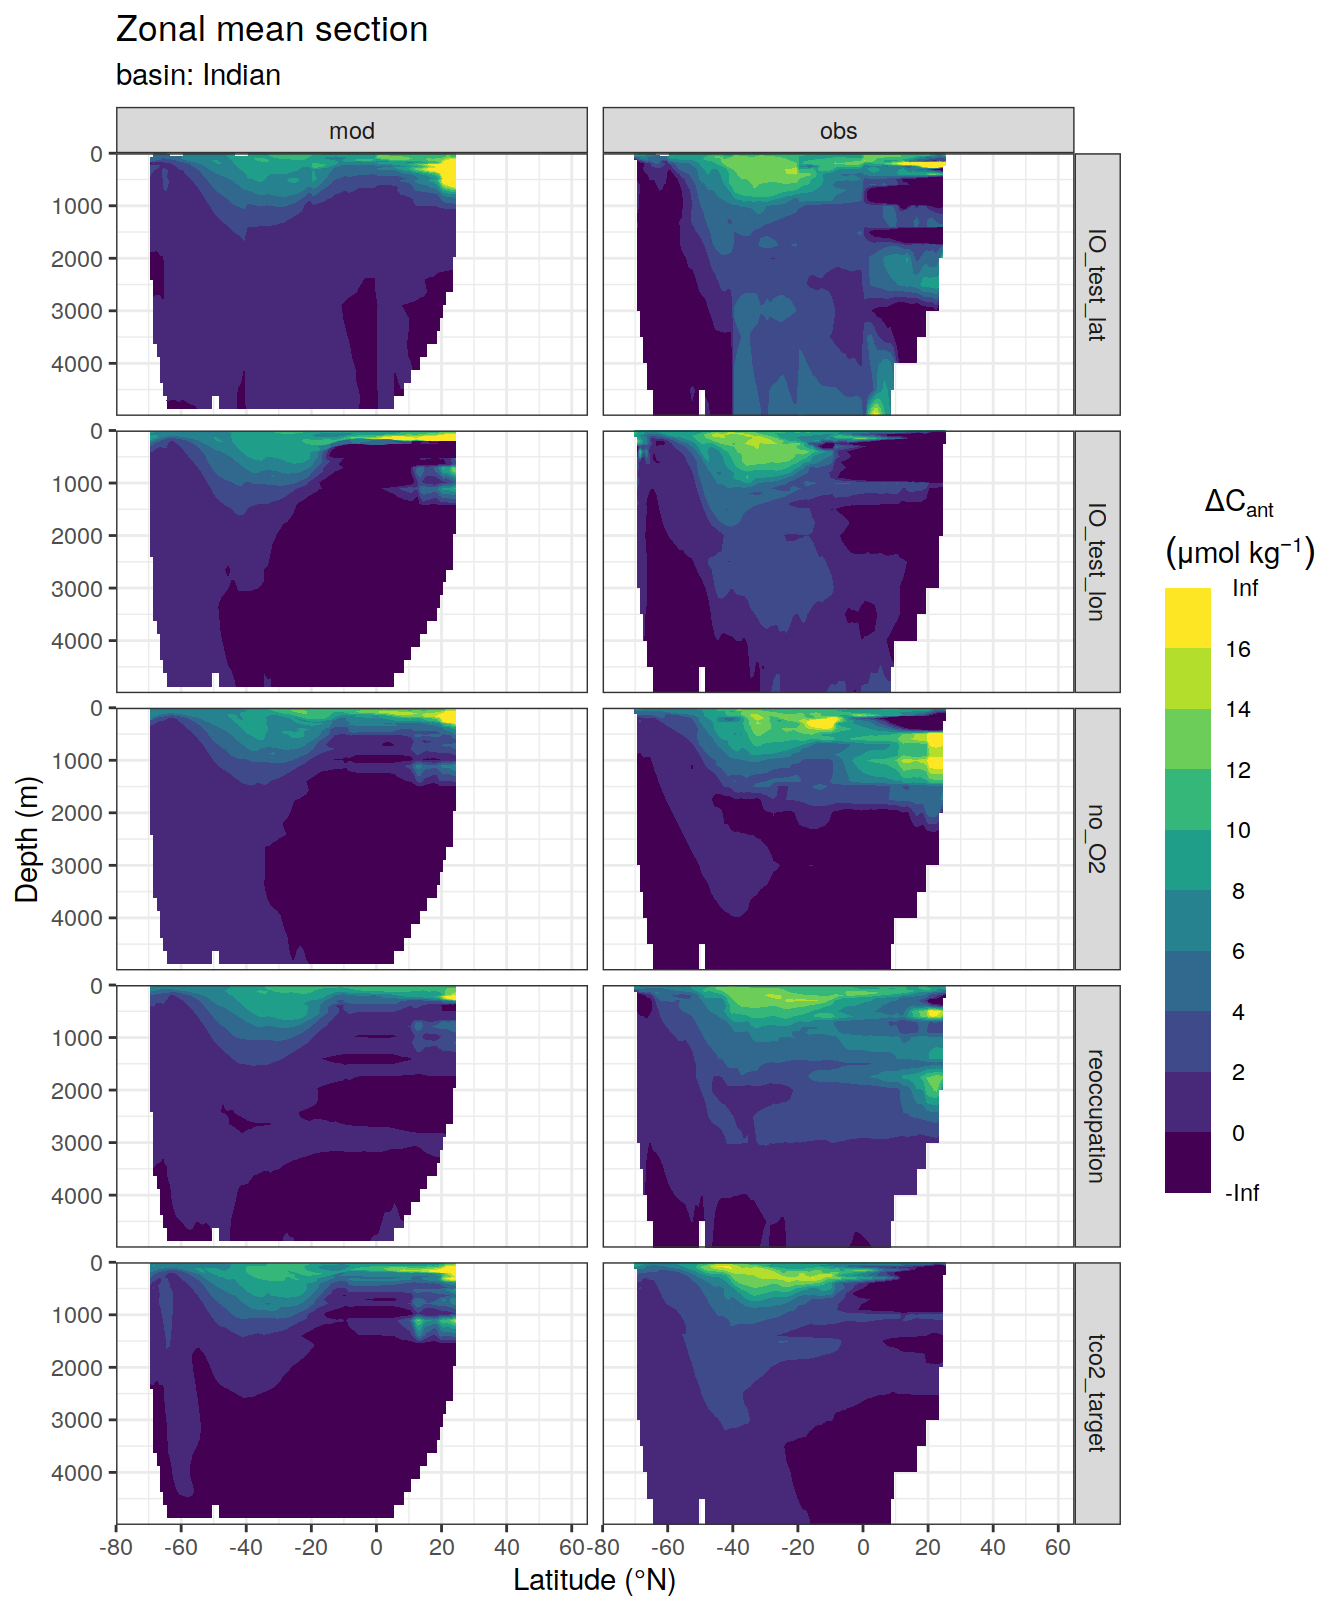 Zonal mean section
basin: Indian
mod
obs
0
1000
2000
3000
4000
IO_test_lat
0
1000
2000
3000
4000
IO_test_lon
0
1000
2000
3000
4000
no_O2
0
1000
2000
3000
4000
reoccupation
0
1000
2000
3000
4000
tco2_target
-80 -60 -40 -20 0 20 40 60 -80 -60 -40 -20 0 20 40 60
Latitude (°N)
Depth (m)
ΔCant
(μmol kg−1)
Inf
16
14
12
10
8
6
4
2
0
-Inf